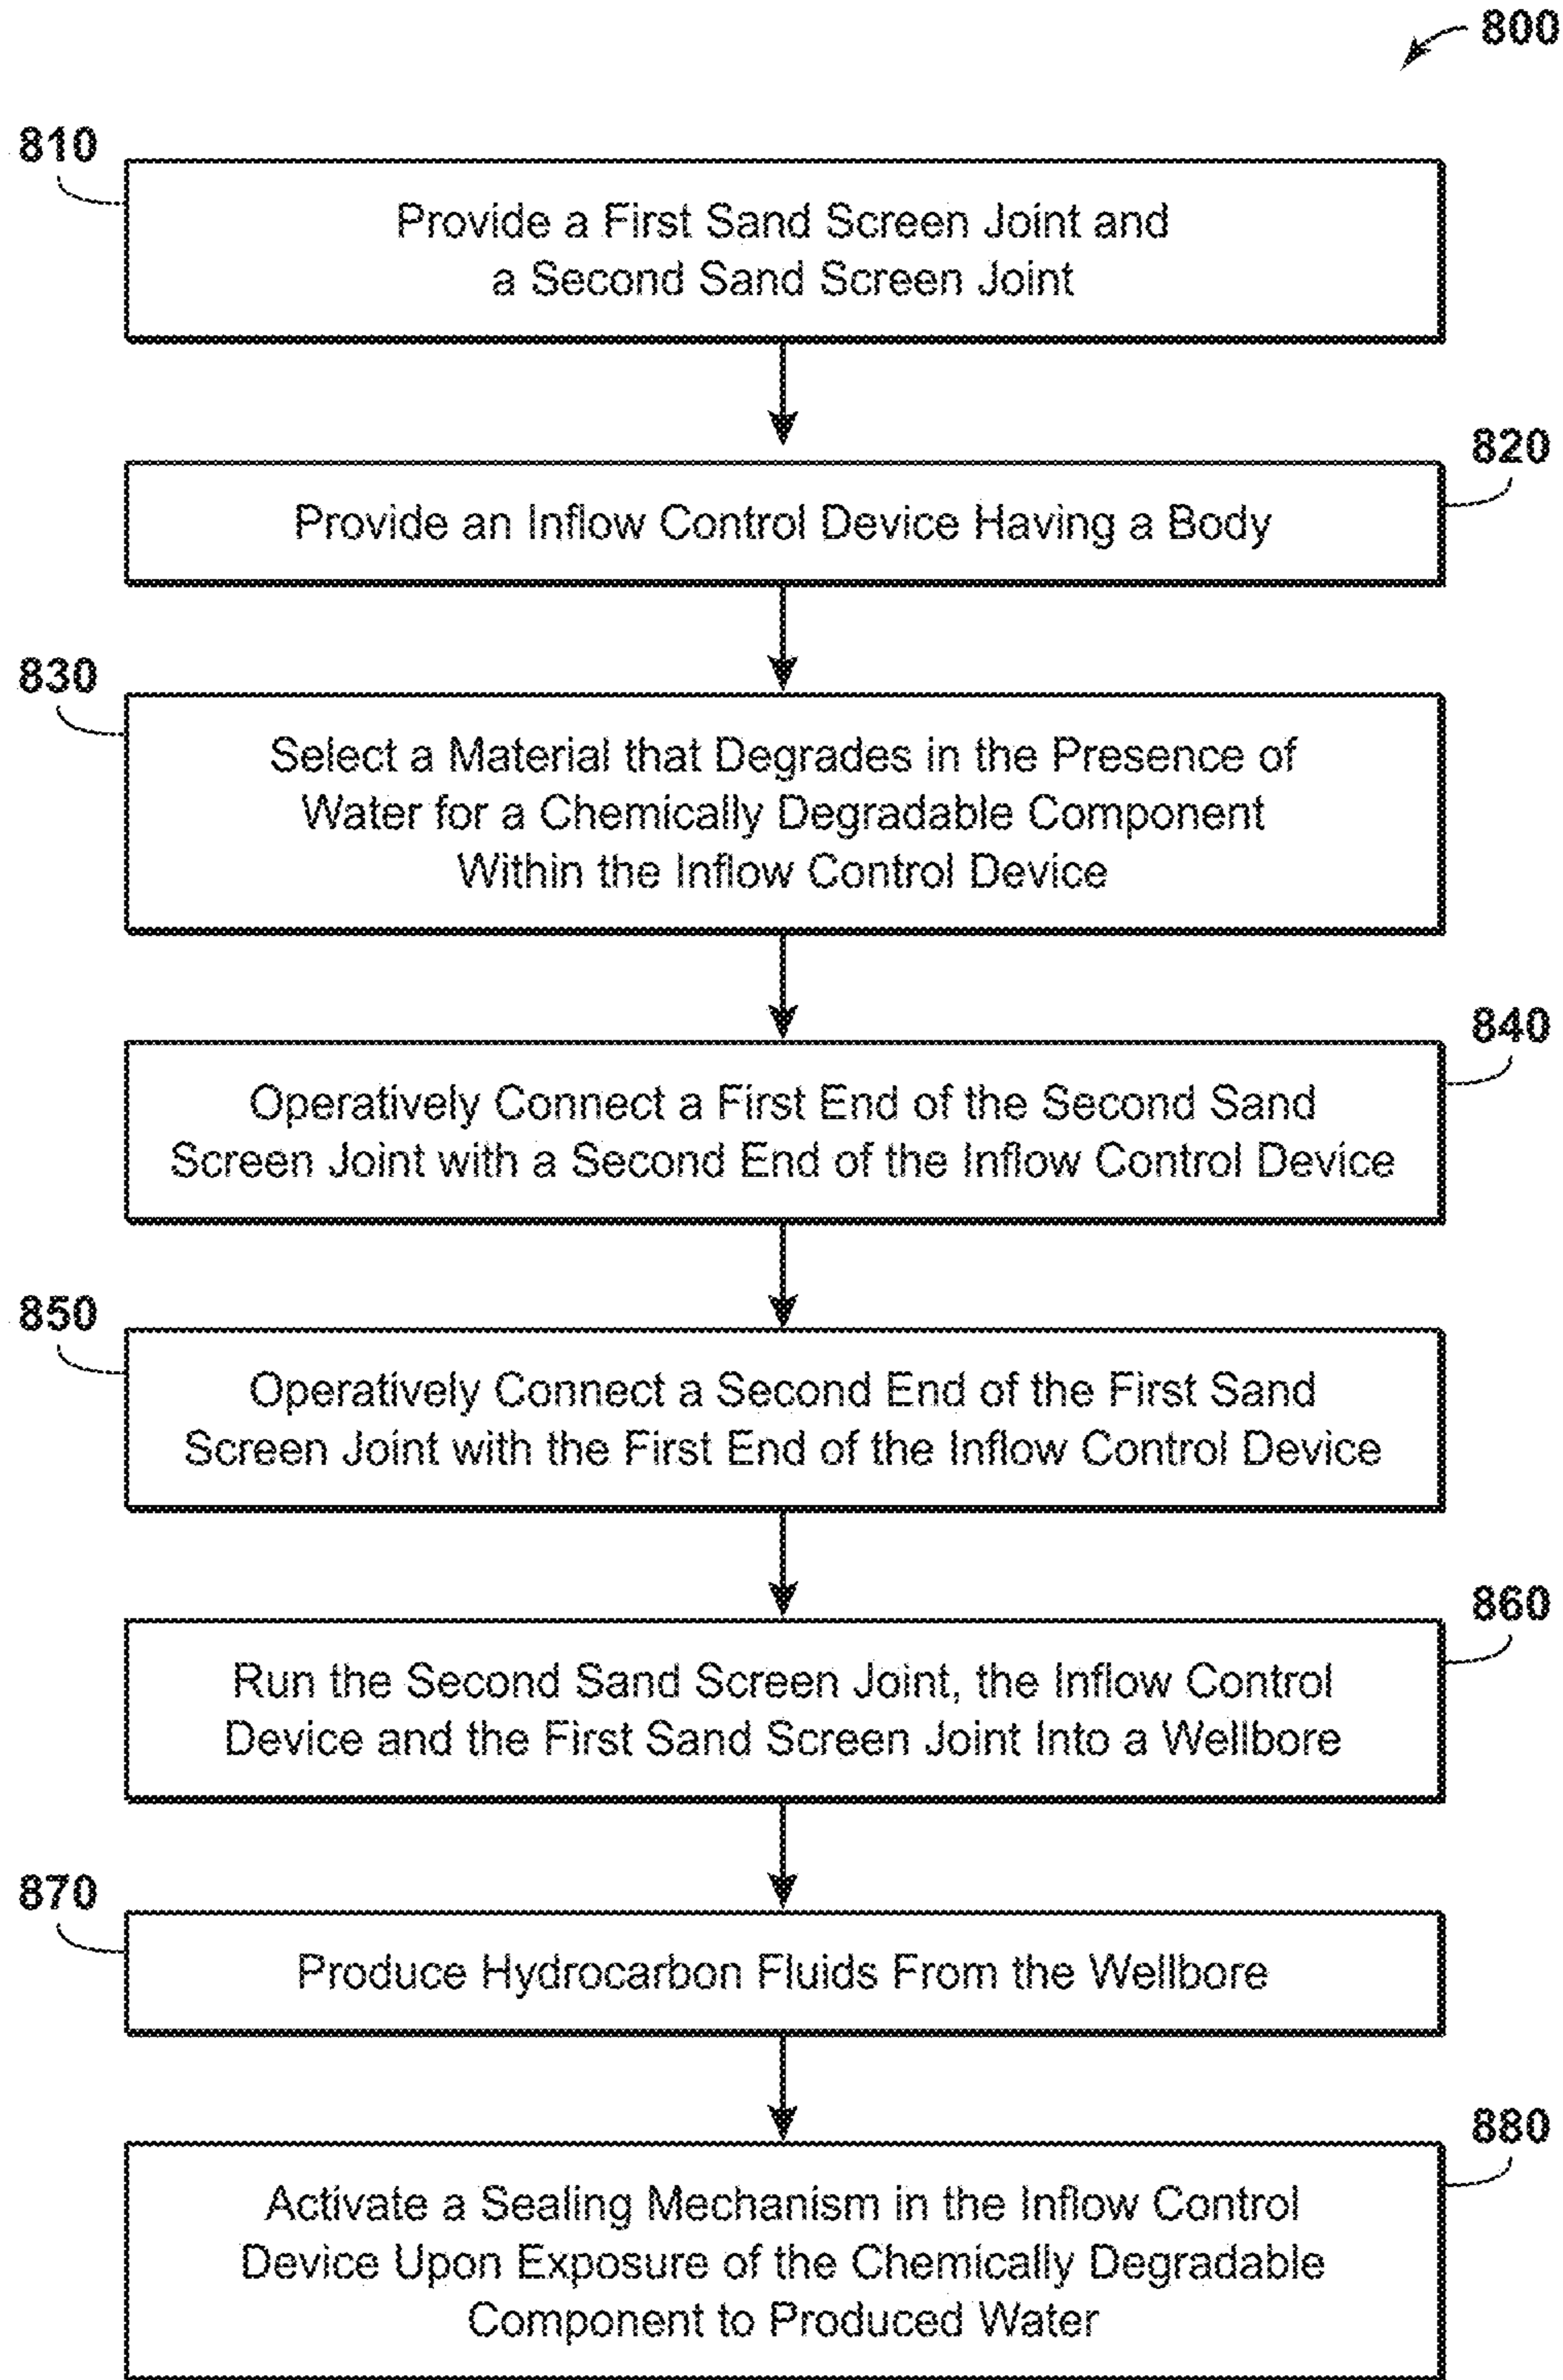 800
810
Provide a First Sand Screen Joint and
a Second Sand Screen Joint
820
Provide an Inflow Control Device Having a Body
830
Select a Material that Degrades in the Presence of
Water for a Chemically Degradable Component
Within the Inflow Control Device
840
Operatively Connect a First End of the Second Sand
Screen Joint with a Second End of the Inflow Control Device
850
Operatively Connect a Second End of the First Sand
Screen Joint with the First End of the Inflow Control Device
860
Run the Second Sand Screen Joint, the Inflow Control
Device and the First Sand Screen Joint Into a Wellbore
870
Produce Hydrocarbon Fluids From the Wellbore
880
Activate a Sealing Mechanism in the Inflow Control
Device Upon Exposure of the Chemically Degradable
Component to Produced Water